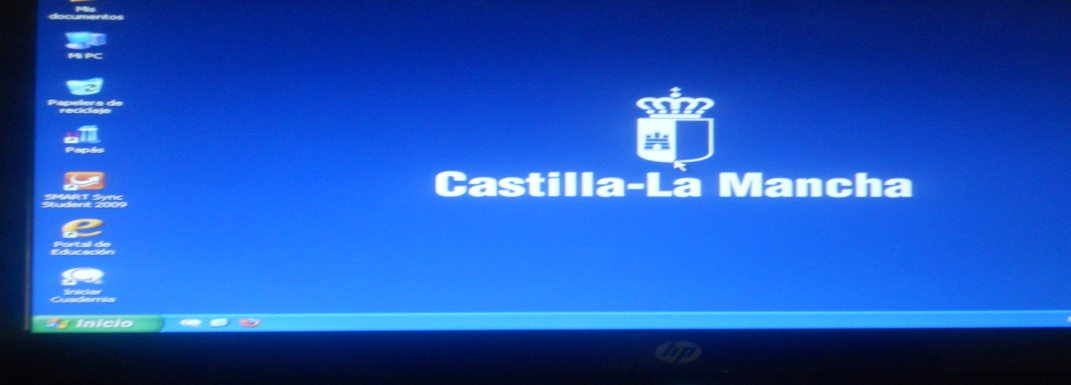 Mis
documentos
Mi PC
Papelera de
reciclaje
Papás
SMART Sync
Student 2009
Portal de
Educación
Iniciar
Cuadernia
Castilla-La Mancha
Inicio
hp